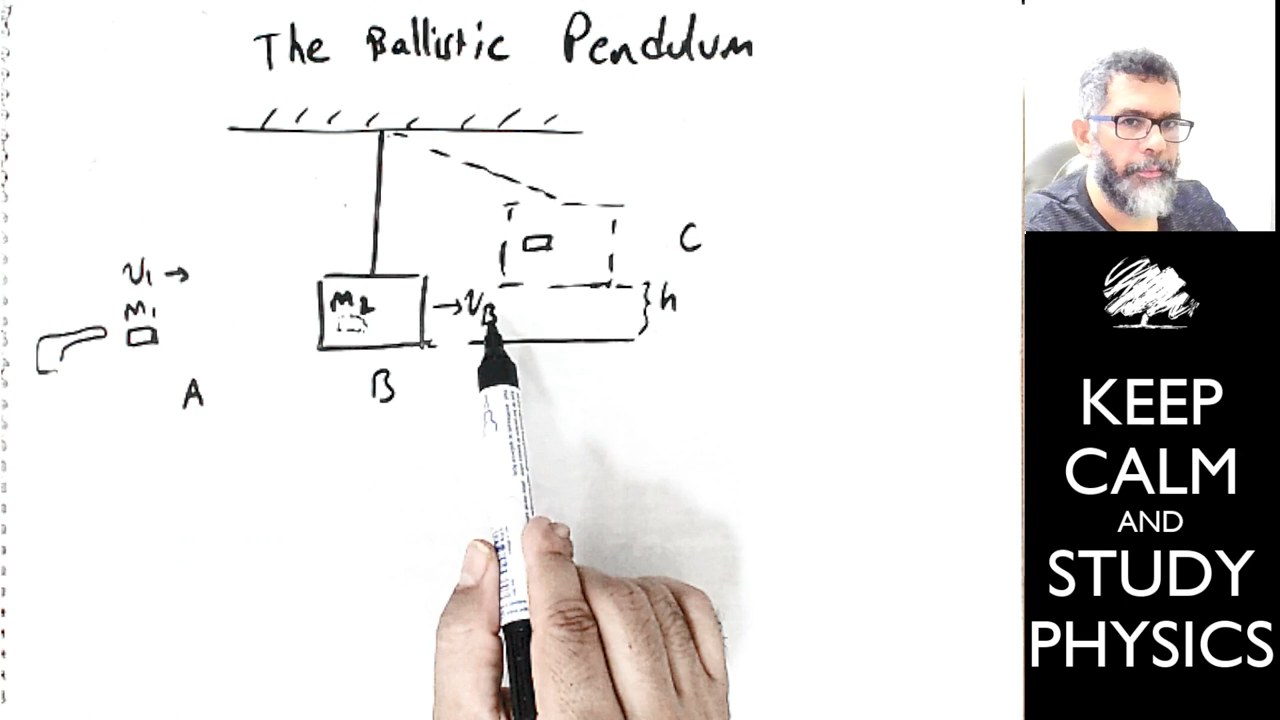 The Ballistic Pendulum
C
h
V1 →
M1
M2
→ VB
A
B
KEEP
CALM
AND
STUDY
PHYSICS